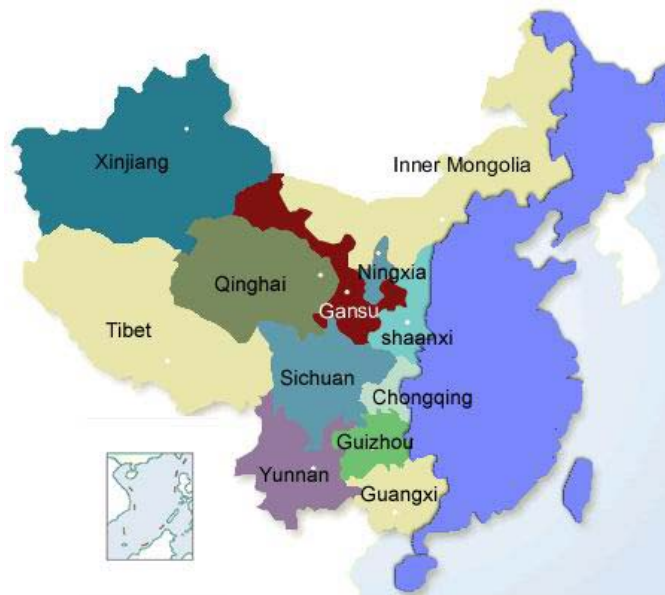 Xinjiang
Inner Mongolia
Ningxia
Qinghai
Gansu
Tibet
shaanxi
Sichuan
Chongqing
Guizhou
Yunnan
Guangxi